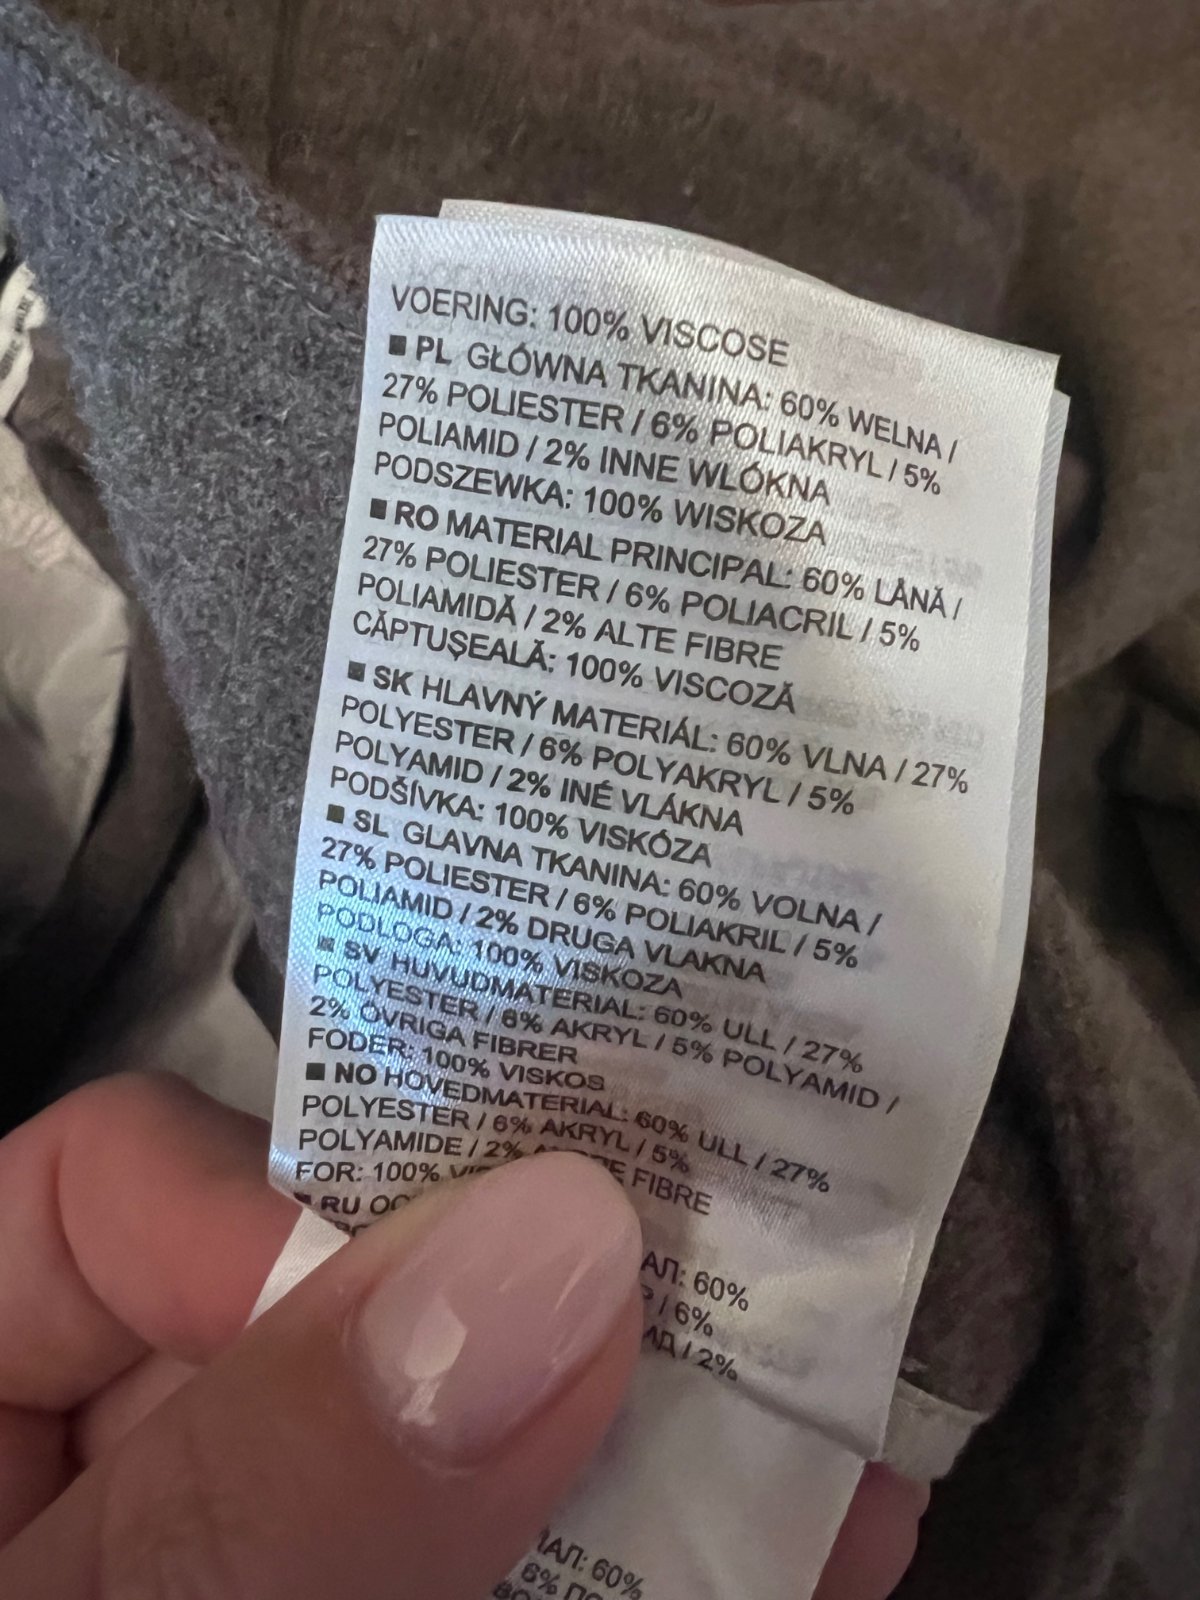 VOERING: 100% VISCOSE
■ PL GŁÓWNA TKANINA: 60% WEŁNA /
27% POLIESTER / 6% POLIAKRYL / 5%
POLIAMID / 2% INNE WLÓKNA
PODSZEWKA: 100% WISKOZA
■ RO MATERIAL PRINCIPAL: 60% LÂNĂ /
27% POLIESTER / 6% POLIACRIL / 5%
POLIAMIDĂ / 2% ALTE FIBRE
CĂPTUȘEALĂ: 100% VISCOZĂ
■ SK HLAVNÝ MATERIÁL: 60% VLNA / 27%
POLYESTER / 6% POLYAKRYL / 5%
POLYAMID / 2% INÉ VLÁKNA
PODŠÍVKA: 100% VISKÓZA
■ SL GLAVNA TKANINA: 60% VOLNA /
27% POLIESTER / 6% POLIAKRIL / 5%
POLIAMID / 2% DRUGA VLAKNA
PODLOGA: 100% VISKOZA
■ SV HUVUDMATERIAL: 60% ULL / 27%
POLYESTER / 6% AKRYL / 5% POLYAMID /
2% ÖVRIGA FIBRER
FODER: 100% VISKOS
■ NO HOVEDMATERIAL: 60% ULL / 27%
POLYESTER / 6% AKRYL / 5%
POLYAMIDE / 2% FIBRE
FOR: 100%
■ RU 60%
/ 6%
/ 2%
60%
6%